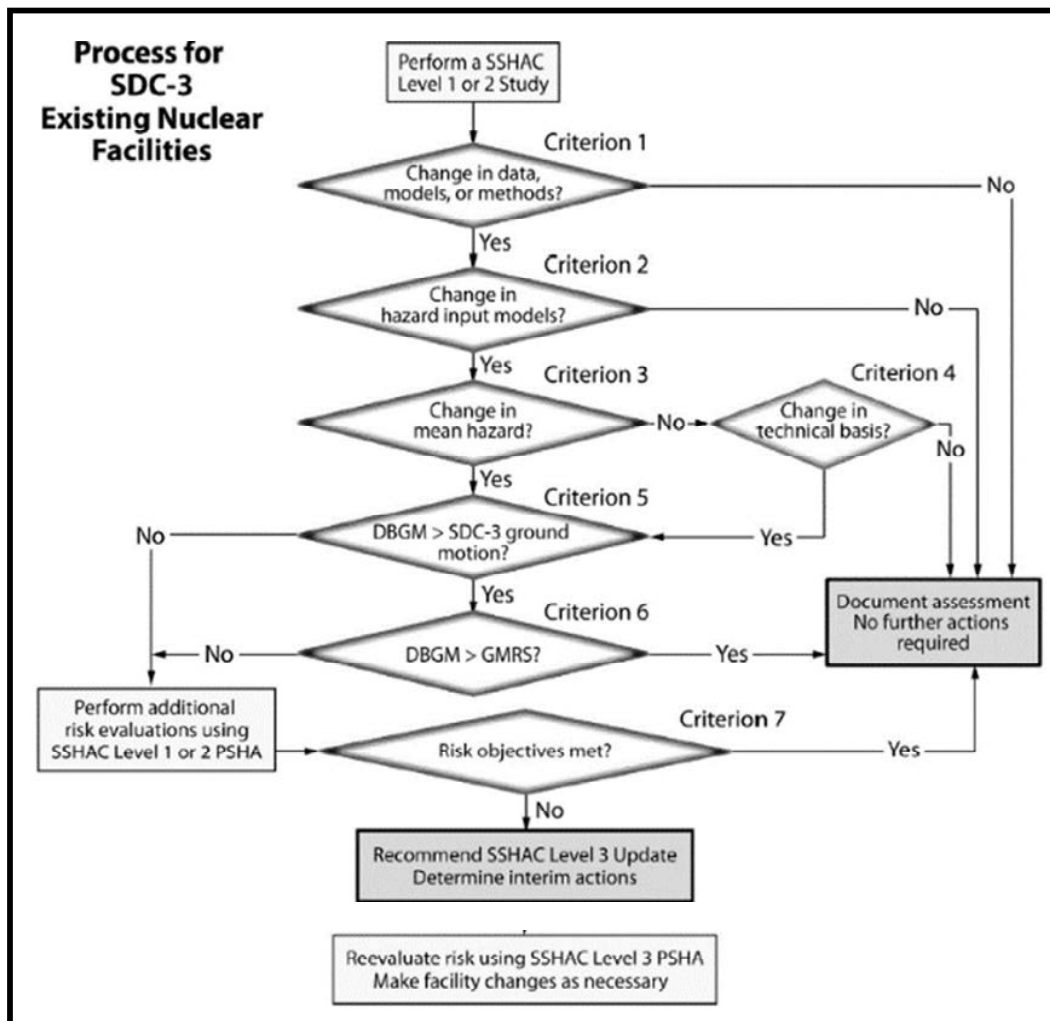 Process for
SDC-3
Existing Nuclear
Facilities
Perform a SSHAC
Level 1 or 2 Study
Criterion 1
Change in data,
models, or methods?
No
Yes
Criterion 2
Change in
hazard input models?
No
Yes
Criterion 3
Change in
mean hazard?
No
Criterion 4
Change in
technical basis?
No
Yes
Yes
Criterion 5
DBGM > SDC-3 ground
motion?
No
Yes
Criterion 6
DBGM > GMRS?
No
Yes
Document assessment
No further actions
required
Perform additional
risk evaluations using
SSHAC Level 1 or 2 PSHA
Criterion 7
Risk objectives met?
Yes
No
Recommend SSHAC Level 3 Update
Determine interim actions
Reevaluate risk using SSHAC Level 3 PSHA
Make facility changes as necessary